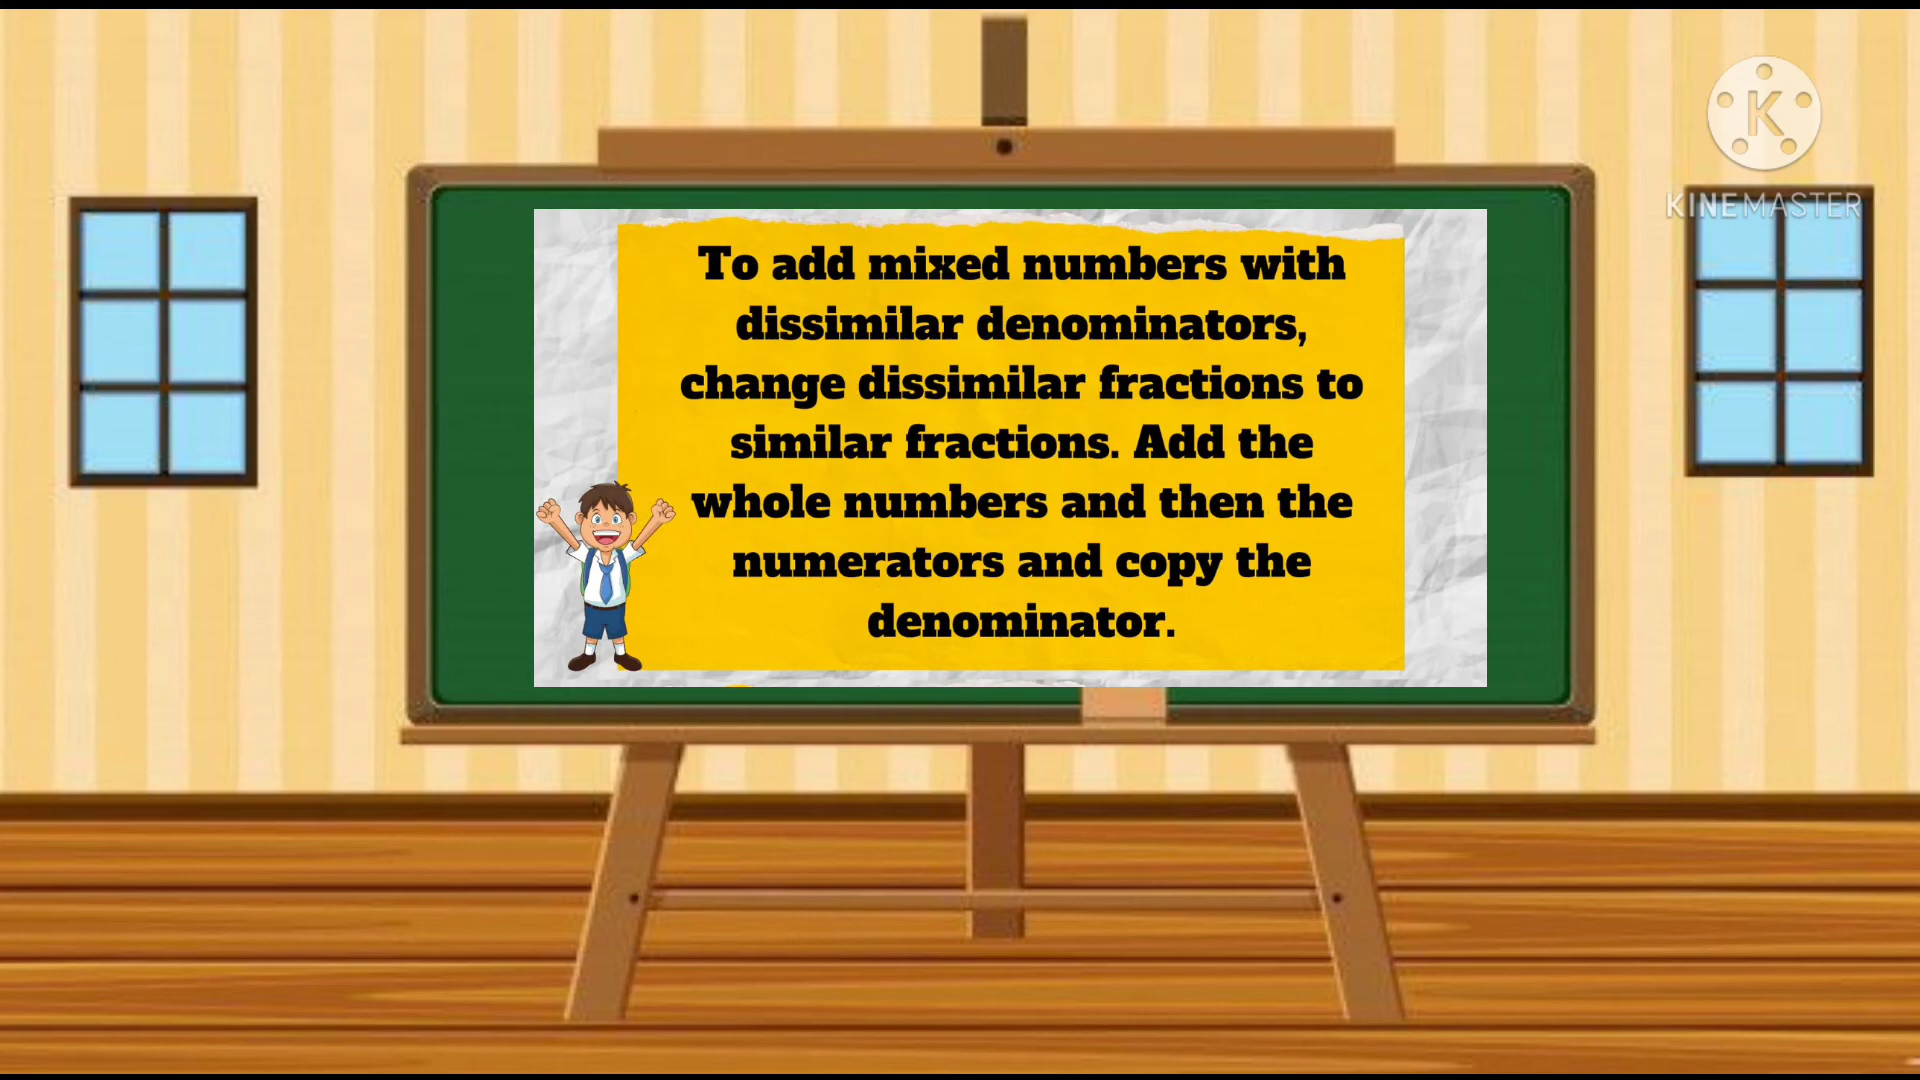 To add mixed numbers with
dissimilar denominators,
change dissimilar fractions to
similar fractions. Add the
whole numbers and then the
numerators and copy the
denominator.
K
KINEMASTER